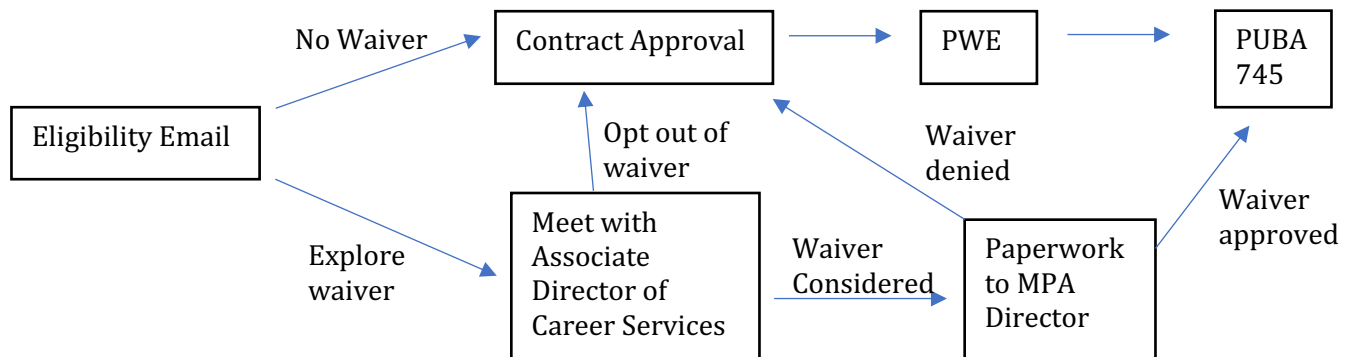 No Waiver
Contract Approval
PWE
PUBA
745
Eligibility Email
Opt out of
waiver
Waiver
denied
Explore
waiver
Meet with
Associate
Director of
Career Services
Waiver
Considered
Paperwork
to MPA
Director
Waiver
approved